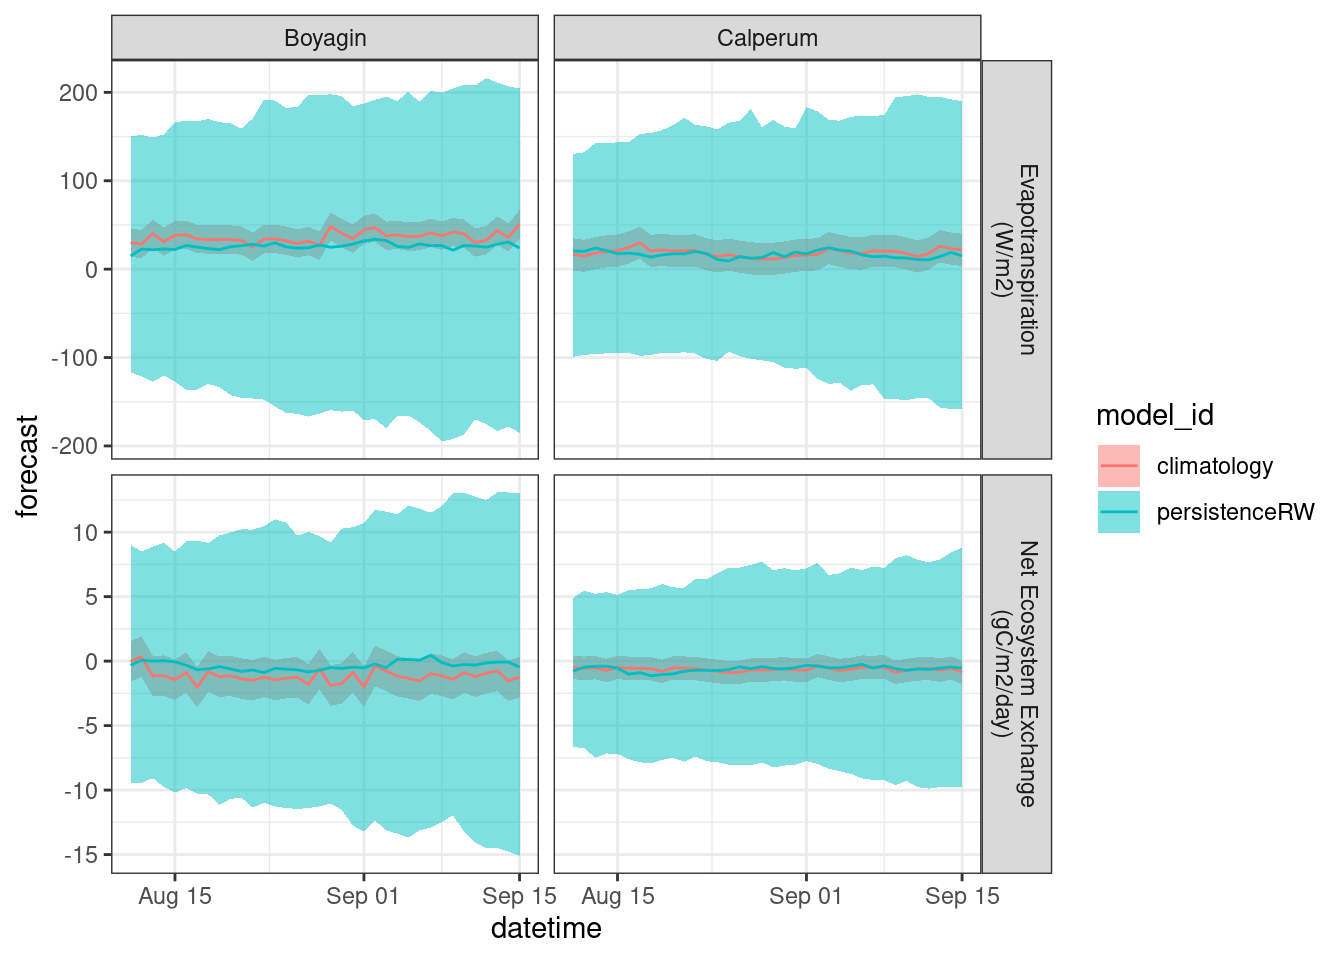 Boyagin
Calperum
200
100
0
-100
-200
Evapotranspiration
(W/m2)
10
5
0
-5
-10
-15
Net Ecosystem Exchange
(gC/m2/day)
forecast
Aug 15
Sep 01
Sep 15
Aug 15
Sep 01
Sep 15
datetime
model_id
climatology
persistenceRW